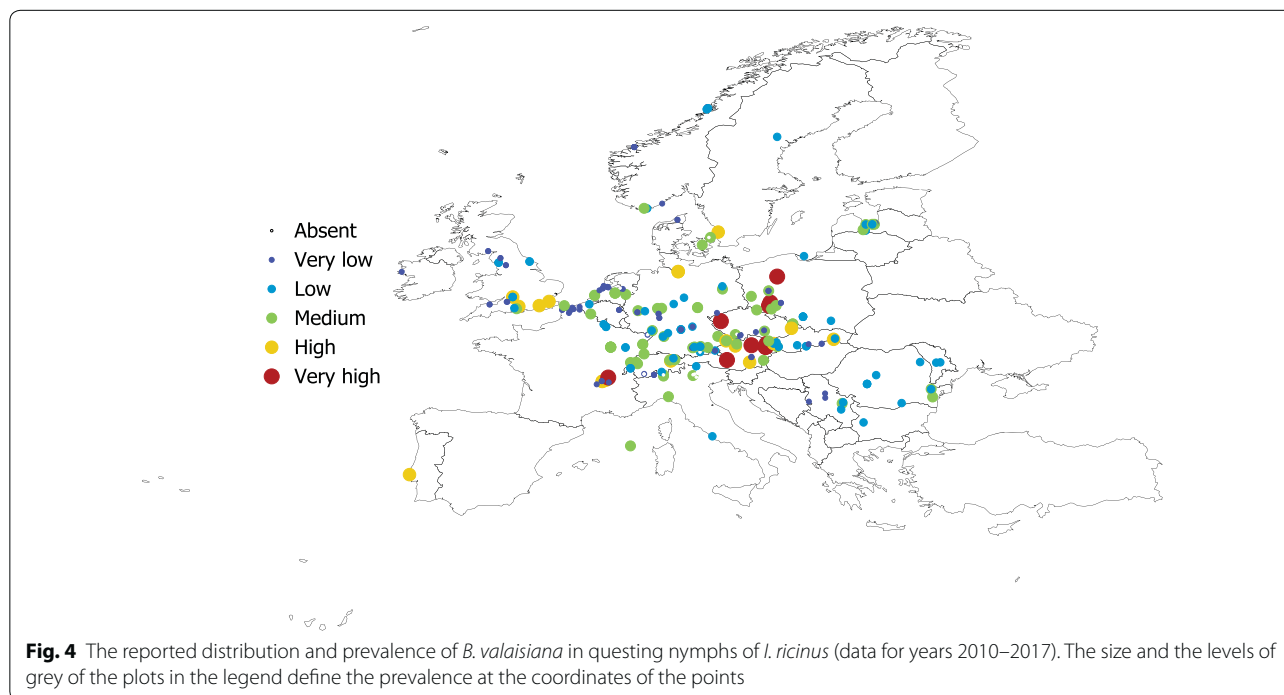 Absent
Very low
Low
Medium
High
Very high
Fig. 4 The reported distribution and prevalence of B. valaisiana in questing nymphs of I. ricinus (data for years 2010–2017). The size and the levels of
grey of the plots in the legend define the prevalence at the coordinates of the points